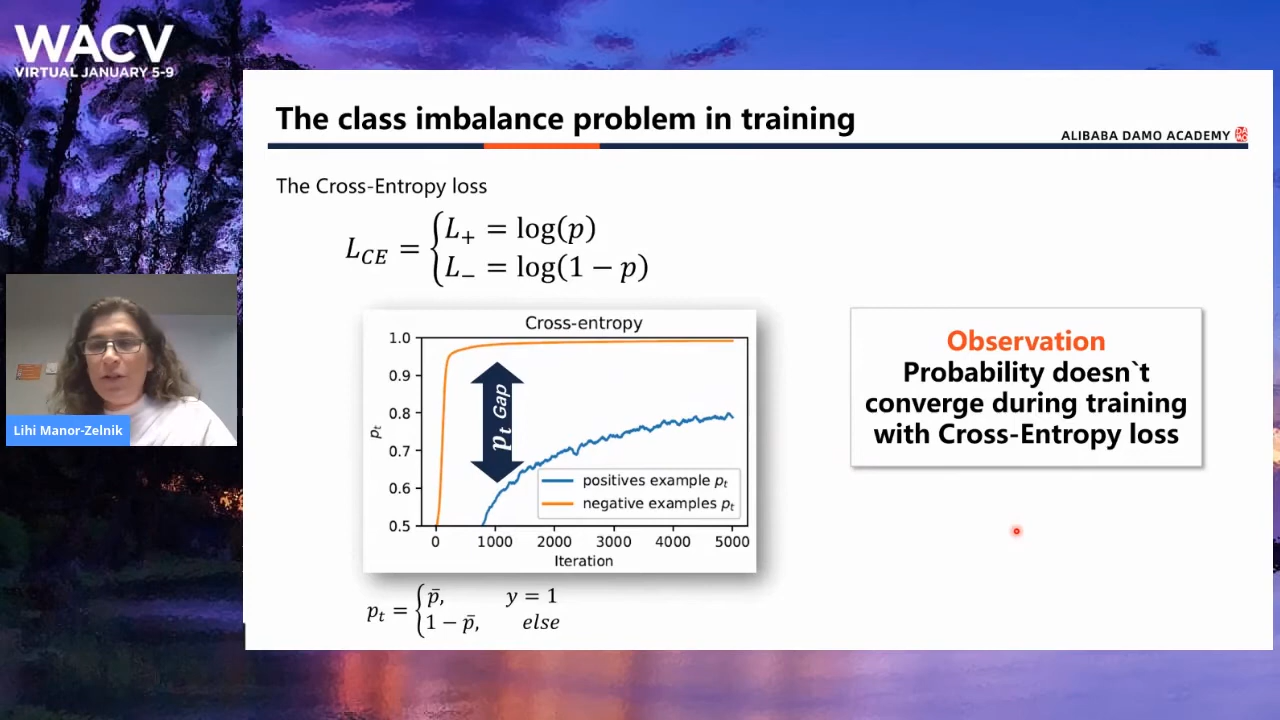 WACV
VIRTUAL JANUARY 5-9
The class imbalance problem in training
ALIBABA DAMO ACADEMY
The Cross-Entropy loss
L_CE = { L_+ = log(p)
L_− = log(1 − p)
Cross-entropy
1.0
0.9
0.8
0.7
0.6
0.5
p_t
p_t Gap
positives example p_t
negative examples p_t
0 1000 2000 3000 4000 5000
Iteration
p_t = { p̄, y = 1
1 − p̄, else
Observation
Probability doesn`t
converge during training
with Cross-Entropy loss
Lihi Manor-Zelnik